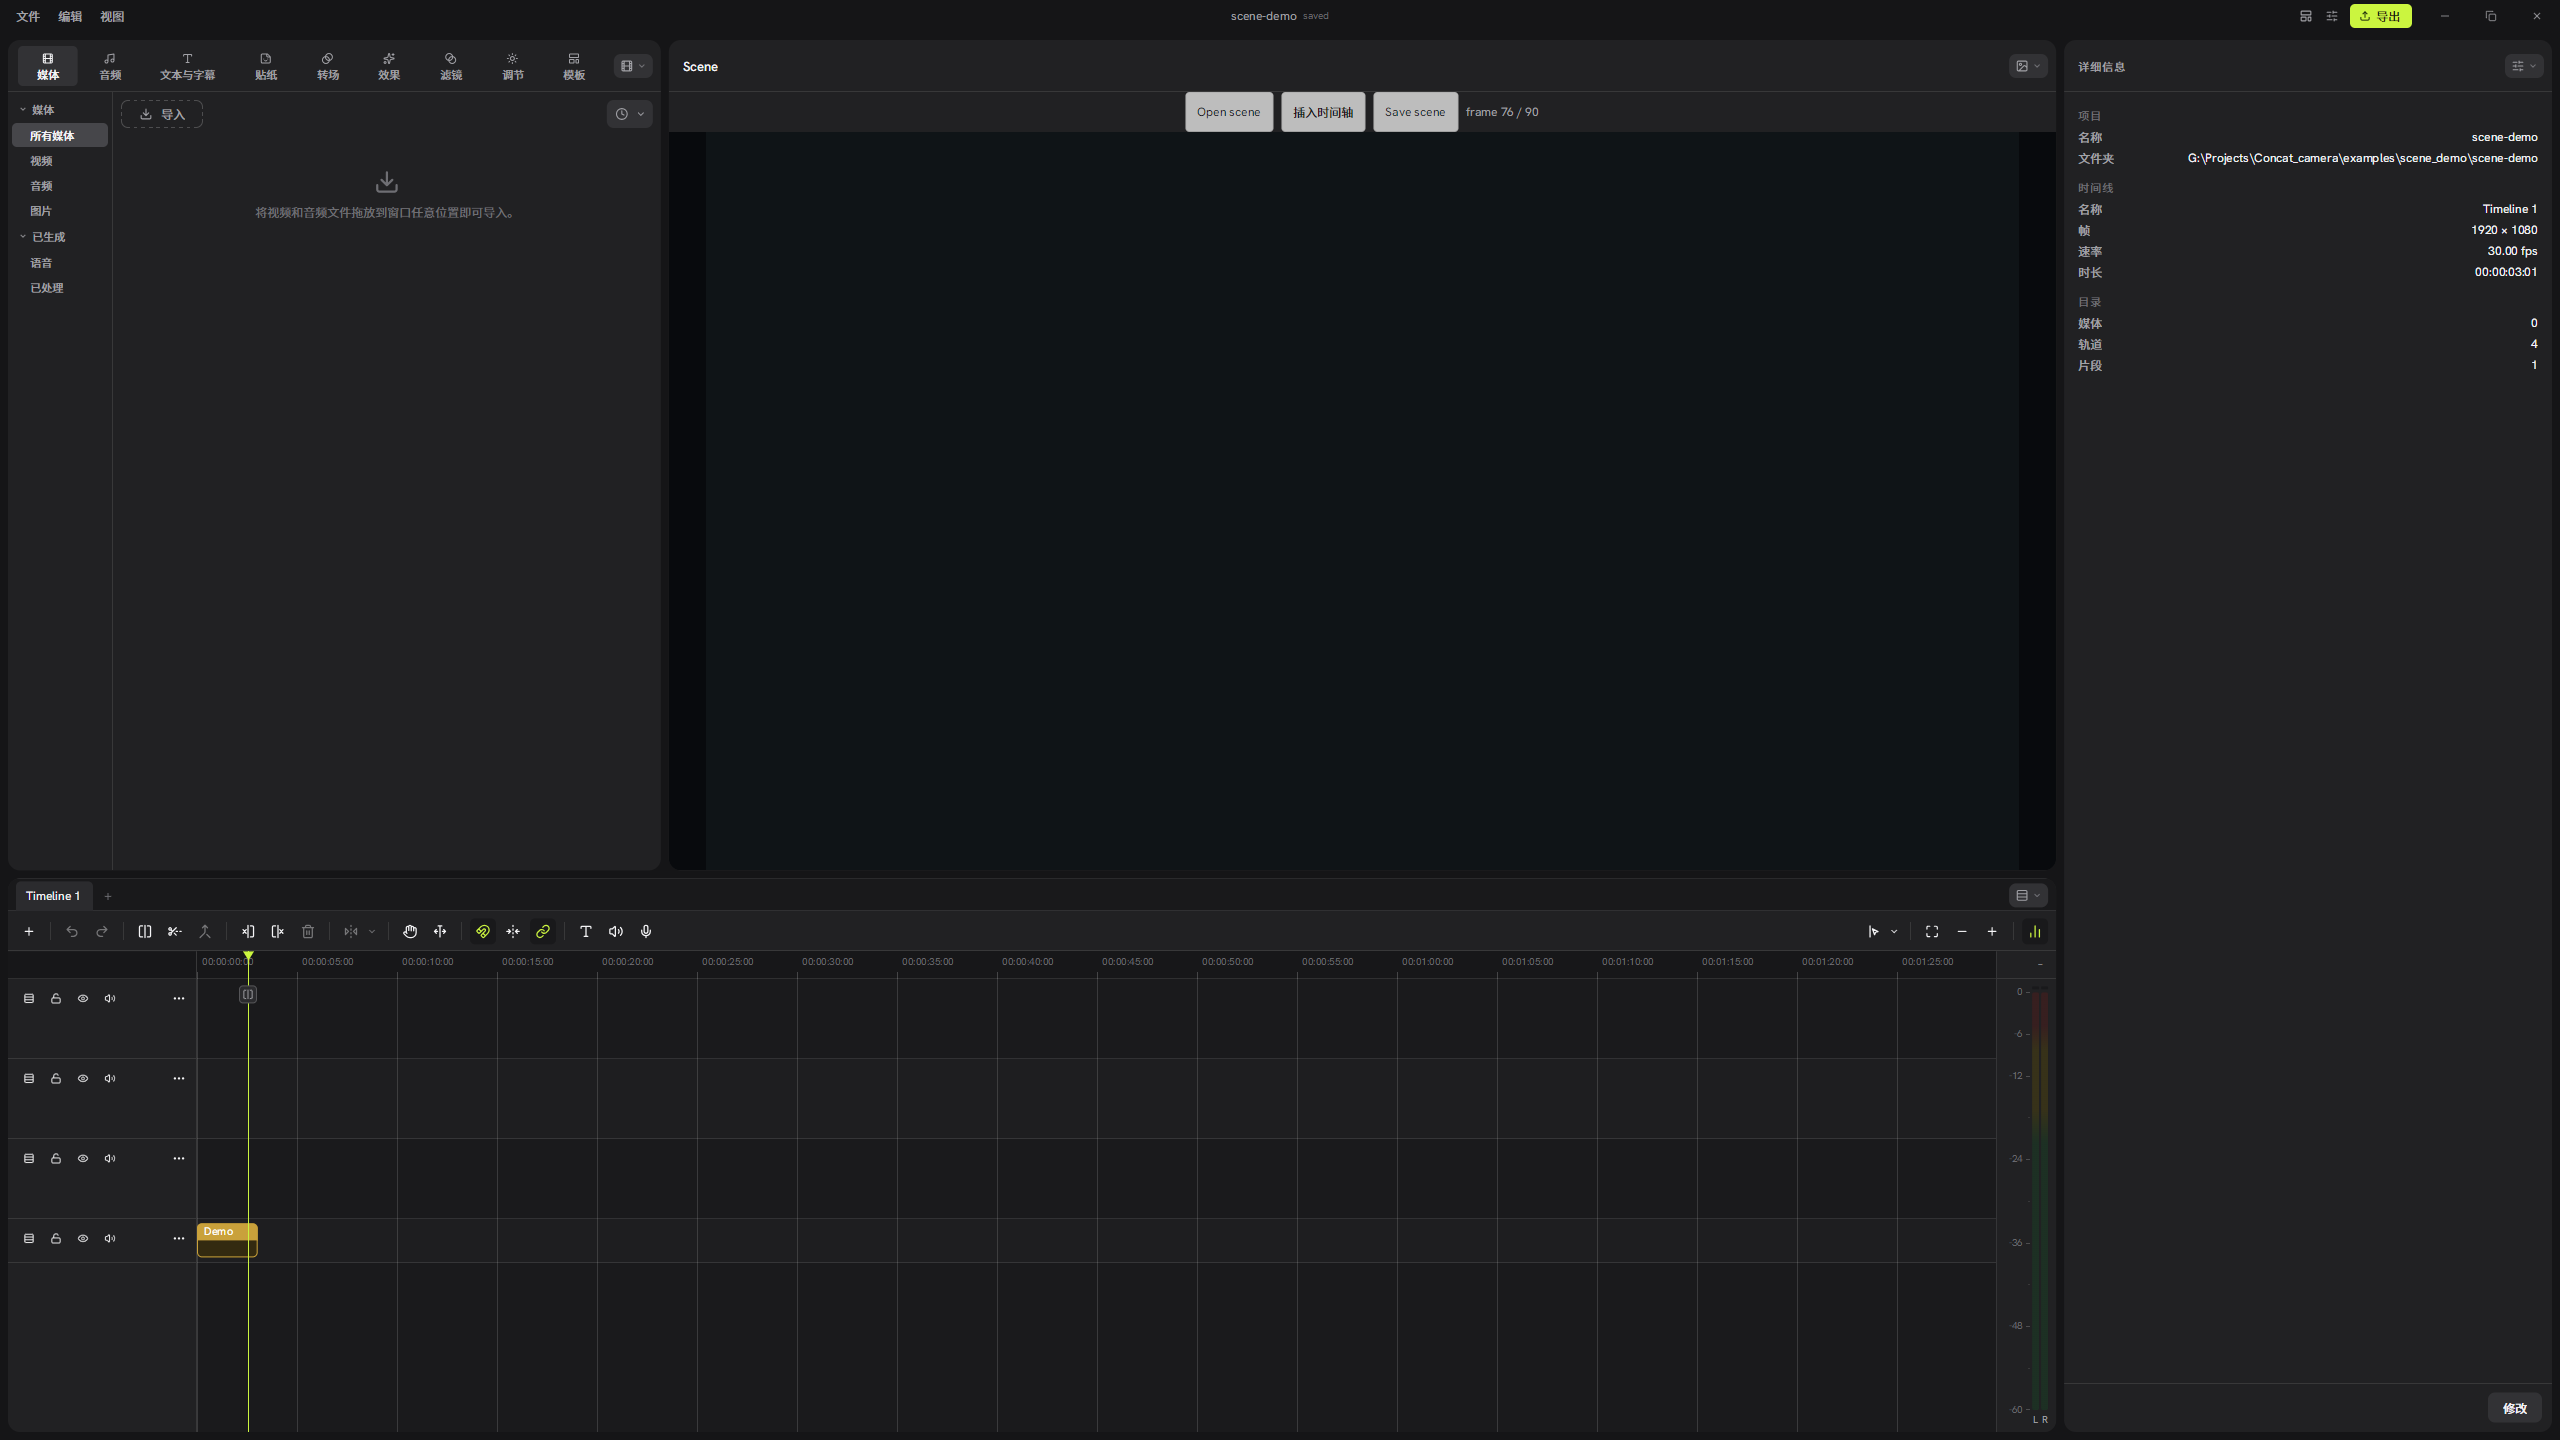 文件 编辑 视图
scene-demo saved
导出
媒体 音频 文本与字幕 贴纸 转场 效果 滤镜 调节 模板
媒体
所有媒体
视频
音频
图片
已生成
语音
已处理
导入
将视频和音频文件拖放到窗口任意位置即可导入。
Scene
Open scene 插入时间轴 Save scene frame 76 / 90
详细信息
项目
名称 scene-demo
文件夹 G:\Projects\Concat_camera\examples\scene_demo\scene-demo
时间线
名称 Timeline 1
帧 1920 × 1080
速率 30.00 fps
时长 00:00:03:01
目录
媒体 0
轨道 4
片段 1
修改
Timeline 1
00:00:00:00 00:00:05:00 00:00:10:00 00:00:15:00 00:00:20:00 00:00:25:00 00:00:30:00 00:00:35:00 00:00:40:00 00:00:45:00 00:00:50:00 00:00:55:00 00:01:00:00 00:01:05:00 00:01:10:00 00:01:15:00 00:01:20:00 00:01:25:00
Demo
0
-6
-12
-24
-36
-48
-60
L R